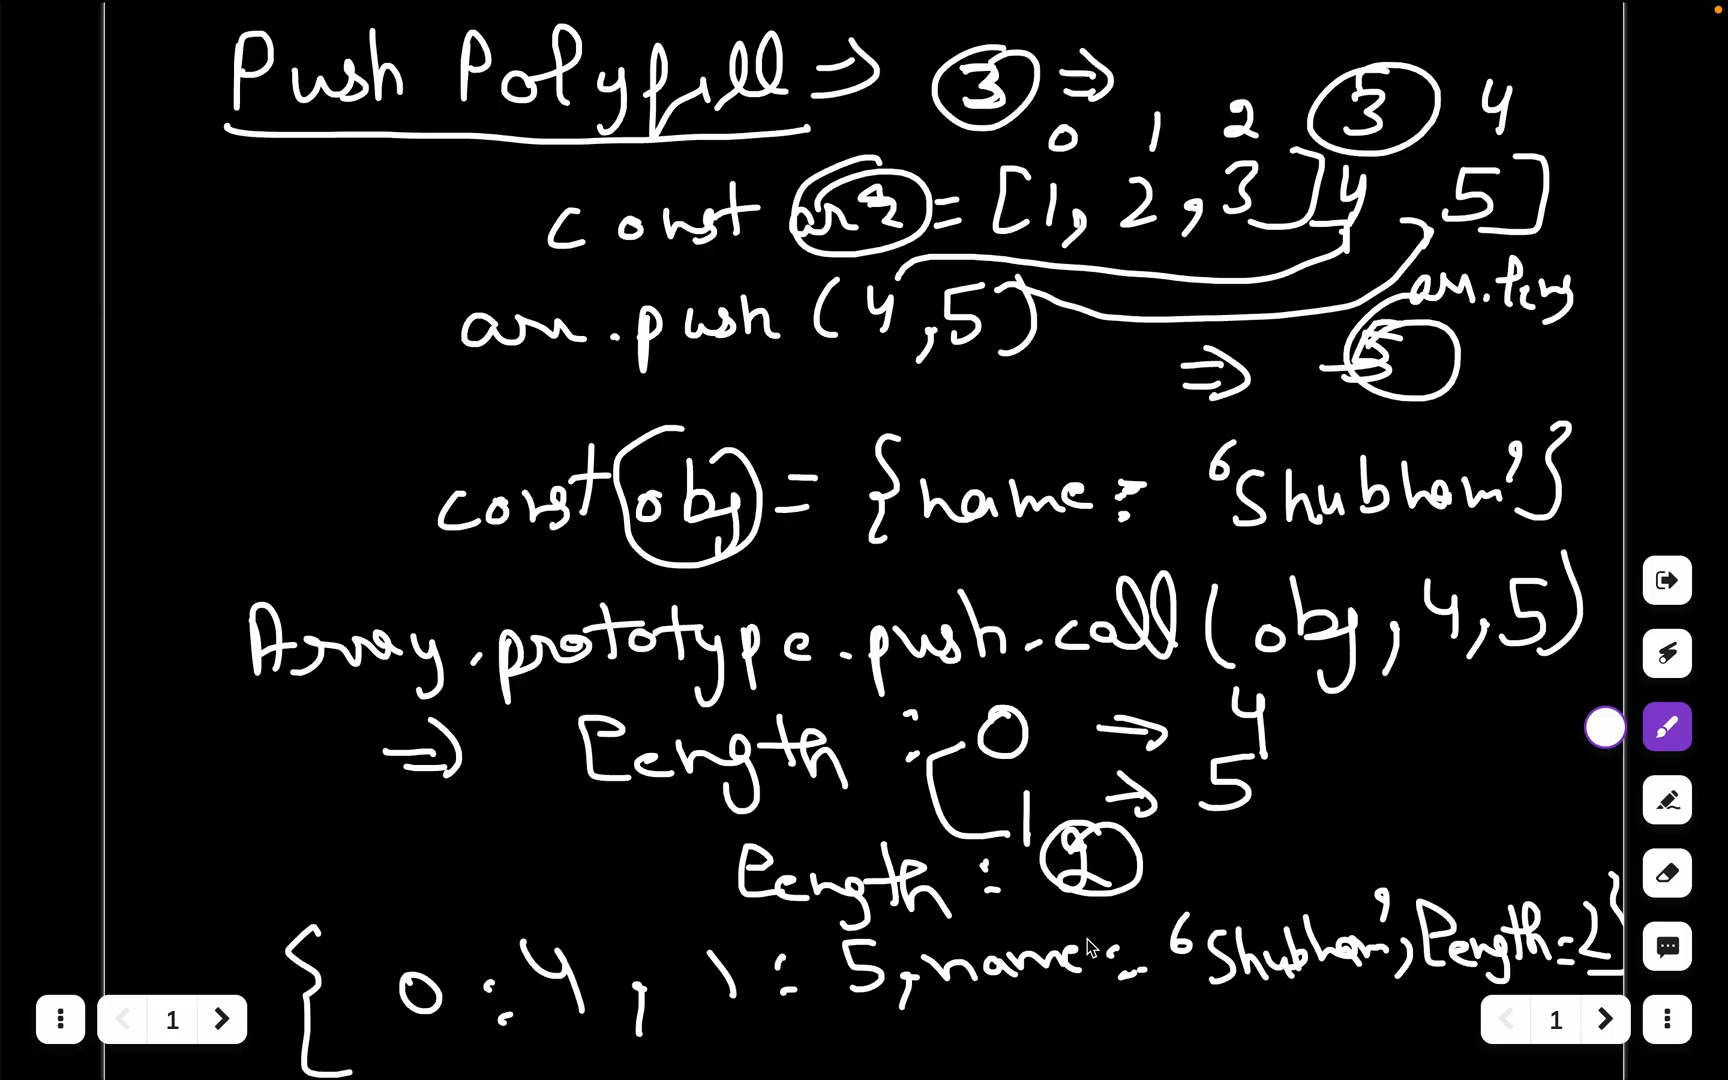 Push Polyfill => 3 =>
0 1 2 3 4
const arr = [1, 2, 3] 4 5]
arr.push (4,5)
=> 5
const obj = {name: 'Shubham'}
Array.prototype.push.call (obj, 4,5)
=> length : 0 => 4
1 => 5
length : 2
{ 0 : 4 , 1 : 5, name : 'Shubham', length = 2}
1
1